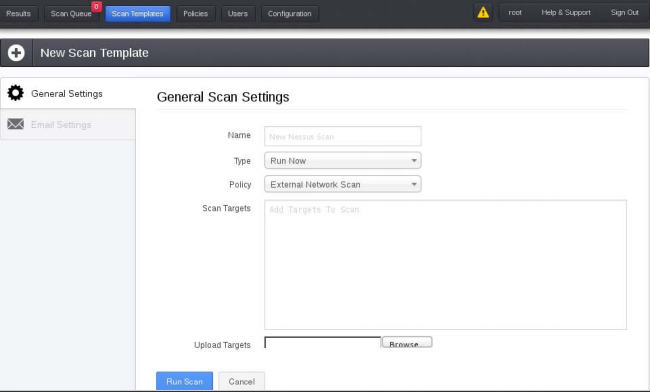 Results Scan Queue 0 Scan Templates Policies Users Configuration root Help & Support Sign Out
New Scan Template
General Settings
Email Settings
General Scan Settings
Name New Nessus Scan
Type Run Now
Policy External Network Scan
Scan Targets Add Targets To Scan
Upload Targets Browse...
Run Scan Cancel